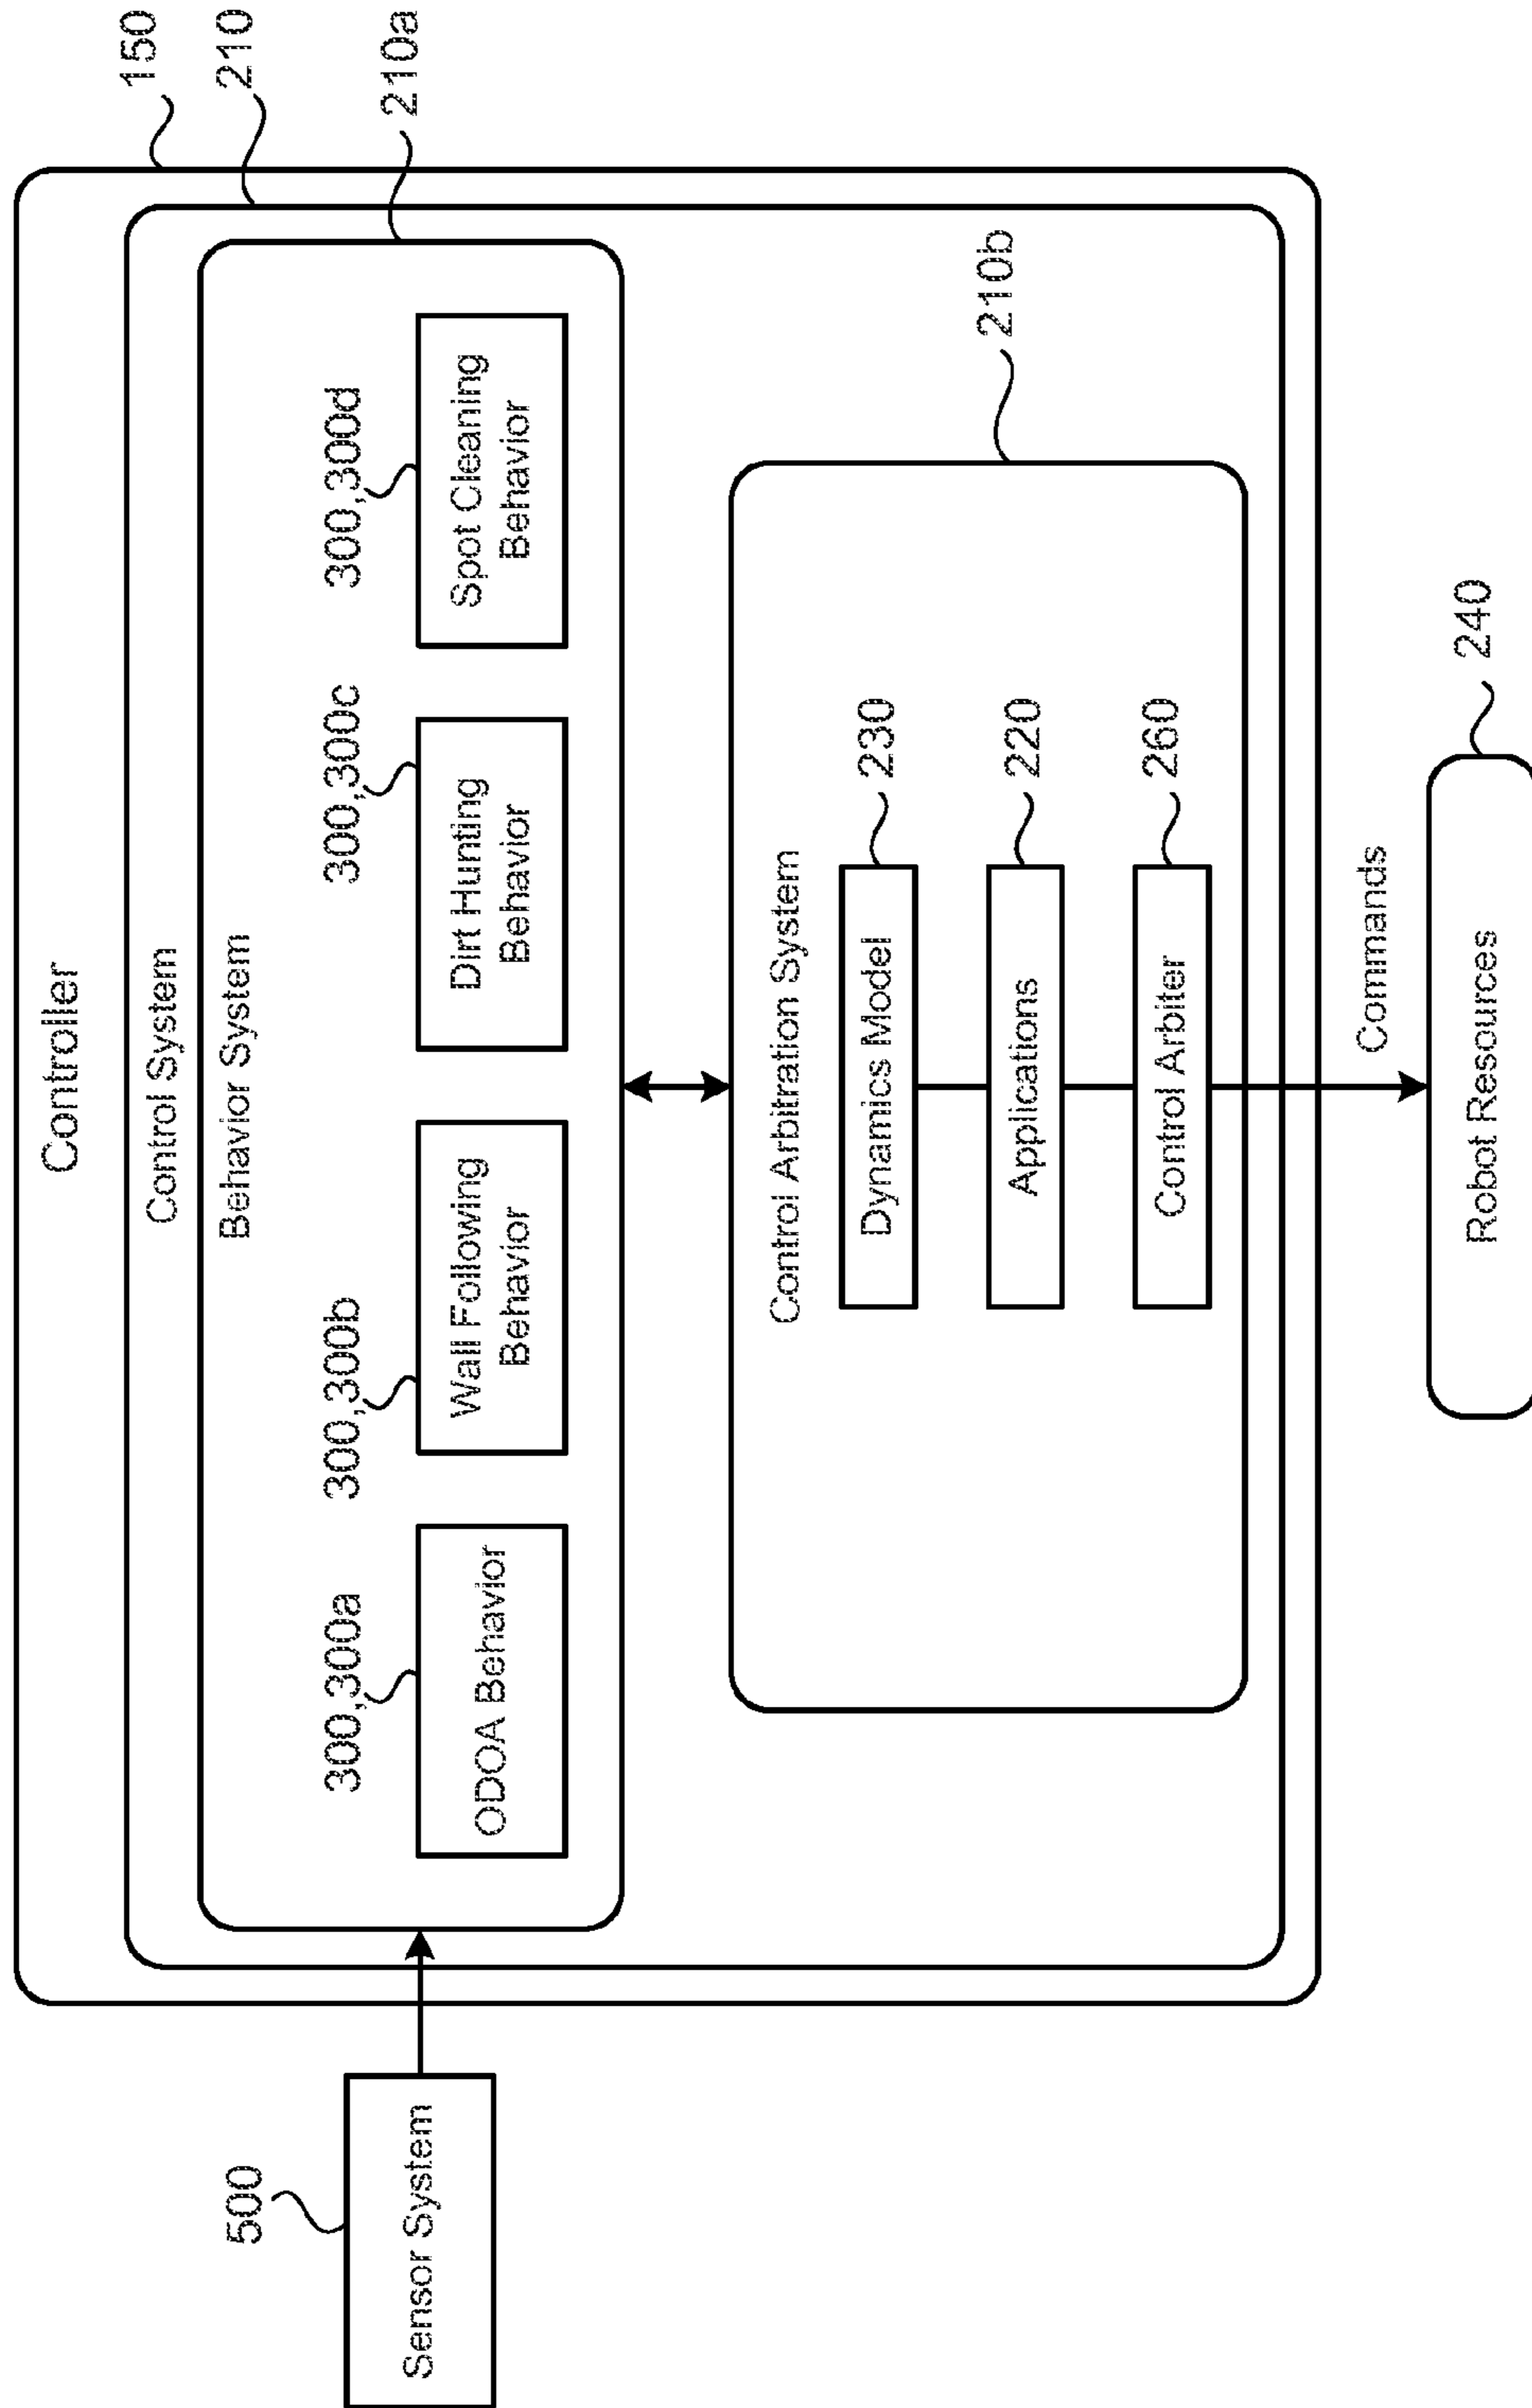 Controller
150
Control System
210
Behavior System
210a
500
Sensor System
300,300a
ODOA Behavior
300,300b
Wall Following
Behavior
300,300c
Dirt Hunting
Behavior
300,300d
Spot Cleaning
Behavior
Control Arbitration System
210b
Dynamics Model
230
Applications
220
Control Arbiter
260
Commands
Robot Resources
240